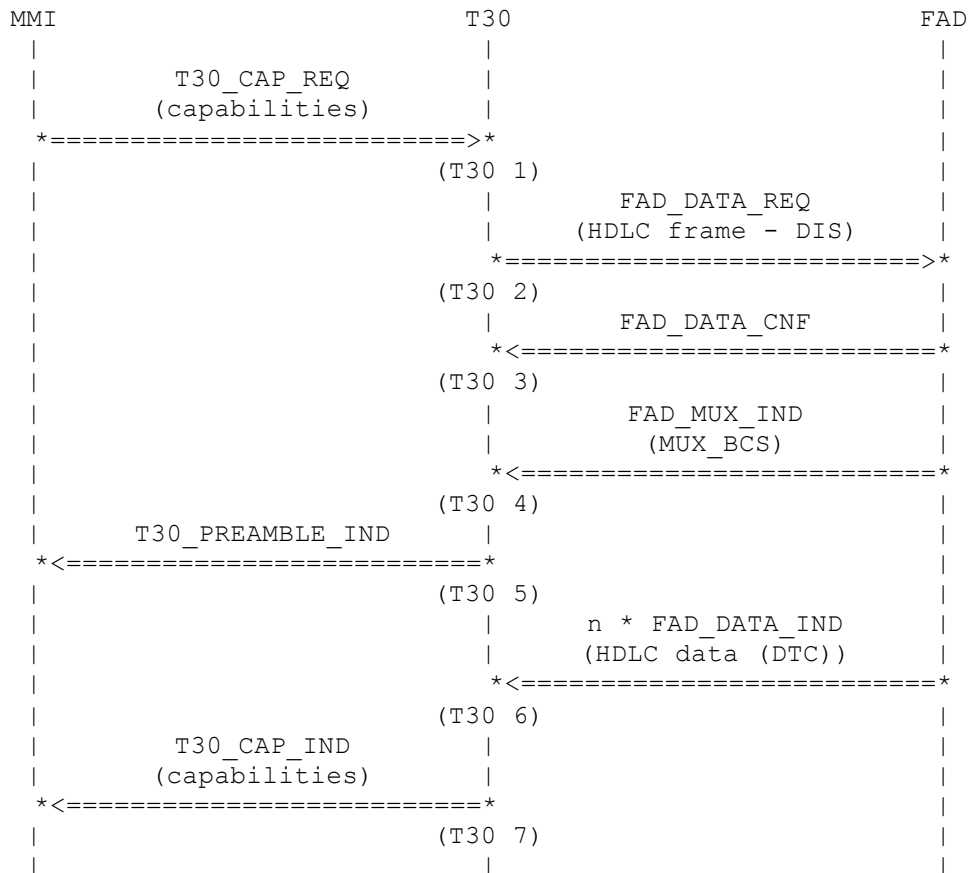 MMI                          T30                          FAD
 |                            |                            |
 |        T30_CAP_REQ         |                            |
 |       (capabilities)       |                            |
 *===========================>*                            |
 |                         (T30 1)                         |
 |                            |        FAD_DATA_REQ        |
 |                            |     (HDLC frame - DIS)     |
 |                            *===========================>*
 |                         (T30 2)                         |
 |                            |        FAD_DATA_CNF        |
 |                            *<===========================*
 |                         (T30 3)                         |
 |                            |        FAD_MUX_IND         |
 |                            |         (MUX_BCS)          |
 |                            *<===========================*
 |                         (T30 4)                         |
 |      T30_PREAMBLE_IND      |                            |
 *<===========================*                            |
 |                         (T30 5)                         |
 |                            |      n * FAD_DATA_IND      |
 |                            |      (HDLC data (DTC))     |
 |                            *<===========================*
 |                         (T30 6)                         |
 |        T30_CAP_IND         |                            |
 |       (capabilities)       |                            |
 *<===========================*                            |
 |                         (T30 7)                         |
 |                            |                            |